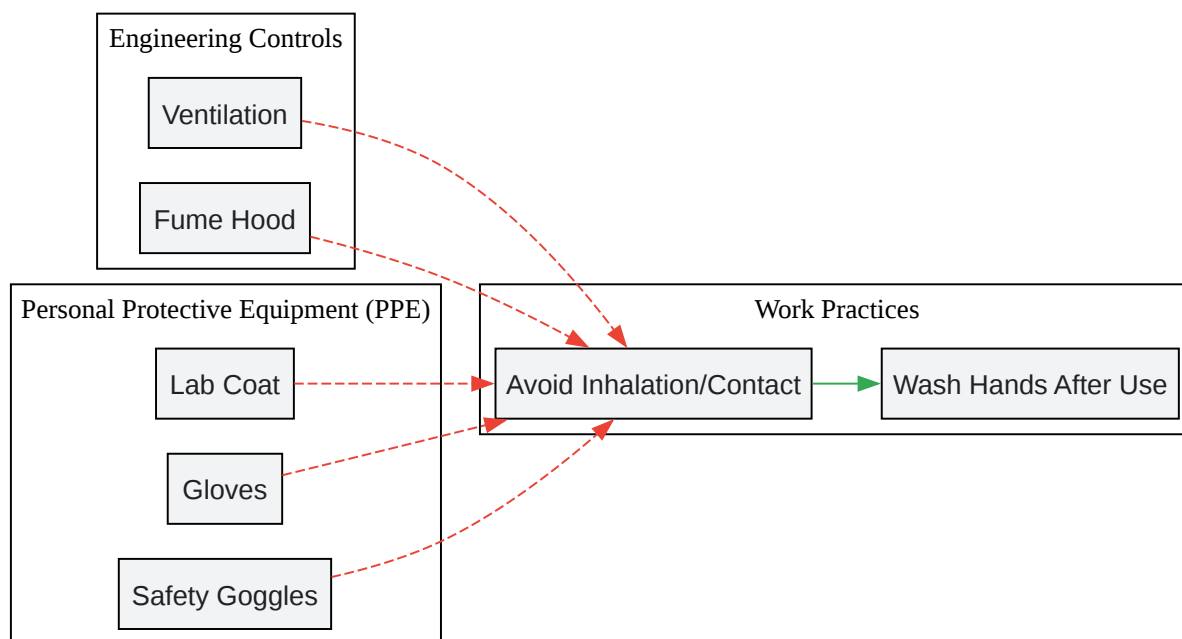 Engineering Controls
Ventilation
Fume Hood
Personal Protective Equipment (PPE)
Lab Coat
Gloves
Safety Goggles
Work Practices
Avoid Inhalation/Contact
Wash Hands After Use